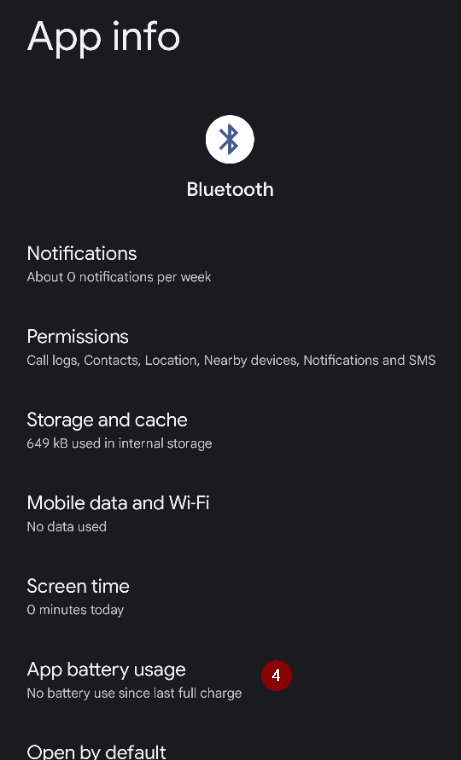 App info
Bluetooth
Notifications
About 0 notifications per week
Permissions
Call logs, Contacts, Location, Nearby devices, Notifications and SMS
Storage and cache
649 kB used in internal storage
Mobile data and Wi-Fi
No data used
Screen time
0 minutes today
App battery usage
4
No battery use since last full charge
Open by default